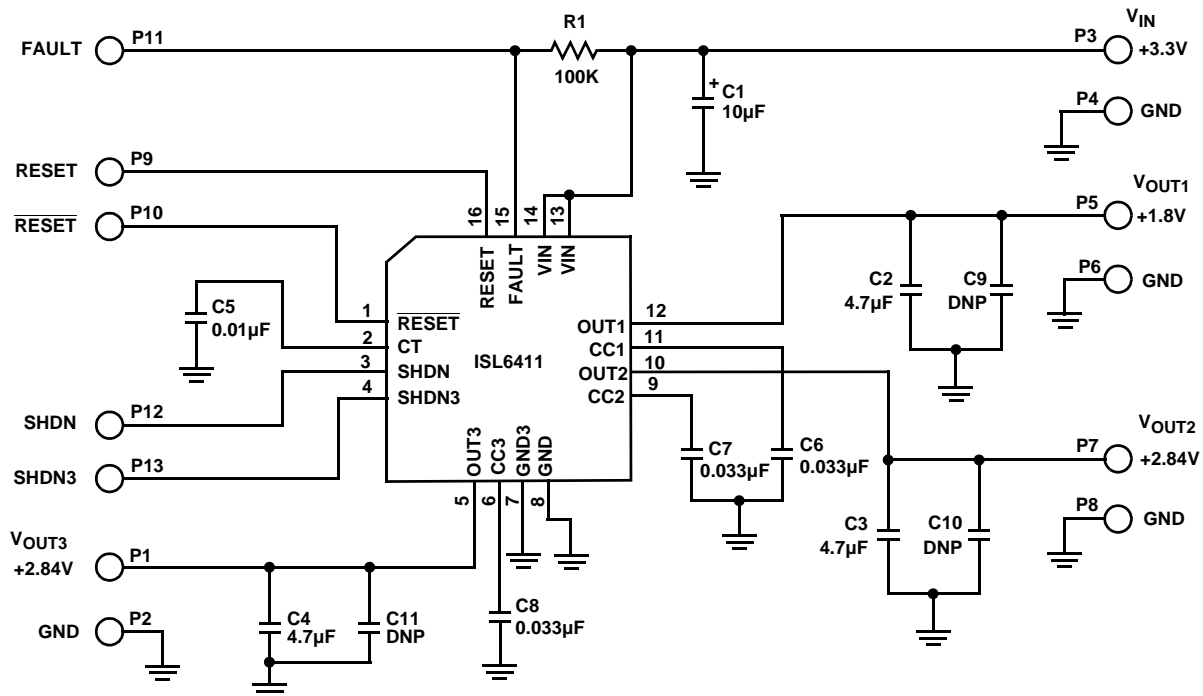 FAULT
P11
R1
100K
C1
10µF
+
P3
V_IN
+3.3V
P4
GND
RESET
P9
RESET
P10
C5
0.01µF
SHDN
P12
SHDN3
P13
16
15
14
13
RESET
FAULT
VIN
VIN
1
RESET
2
CT
3
SHDN
4
SHDN3
ISL6411
OUT1
12
CC1
11
OUT2
10
CC2
9
OUT3
CC3
GND3
GND
5
6
7
8
V_OUT1
P5
+1.8V
C2
4.7µF
C9
DNP
P6
GND
C7
0.033µF
C6
0.033µF
V_OUT2
P7
+2.84V
C3
4.7µF
C10
DNP
P8
GND
V_OUT3
+2.84V
P1
GND
P2
C4
4.7µF
C11
DNP
C8
0.033µF